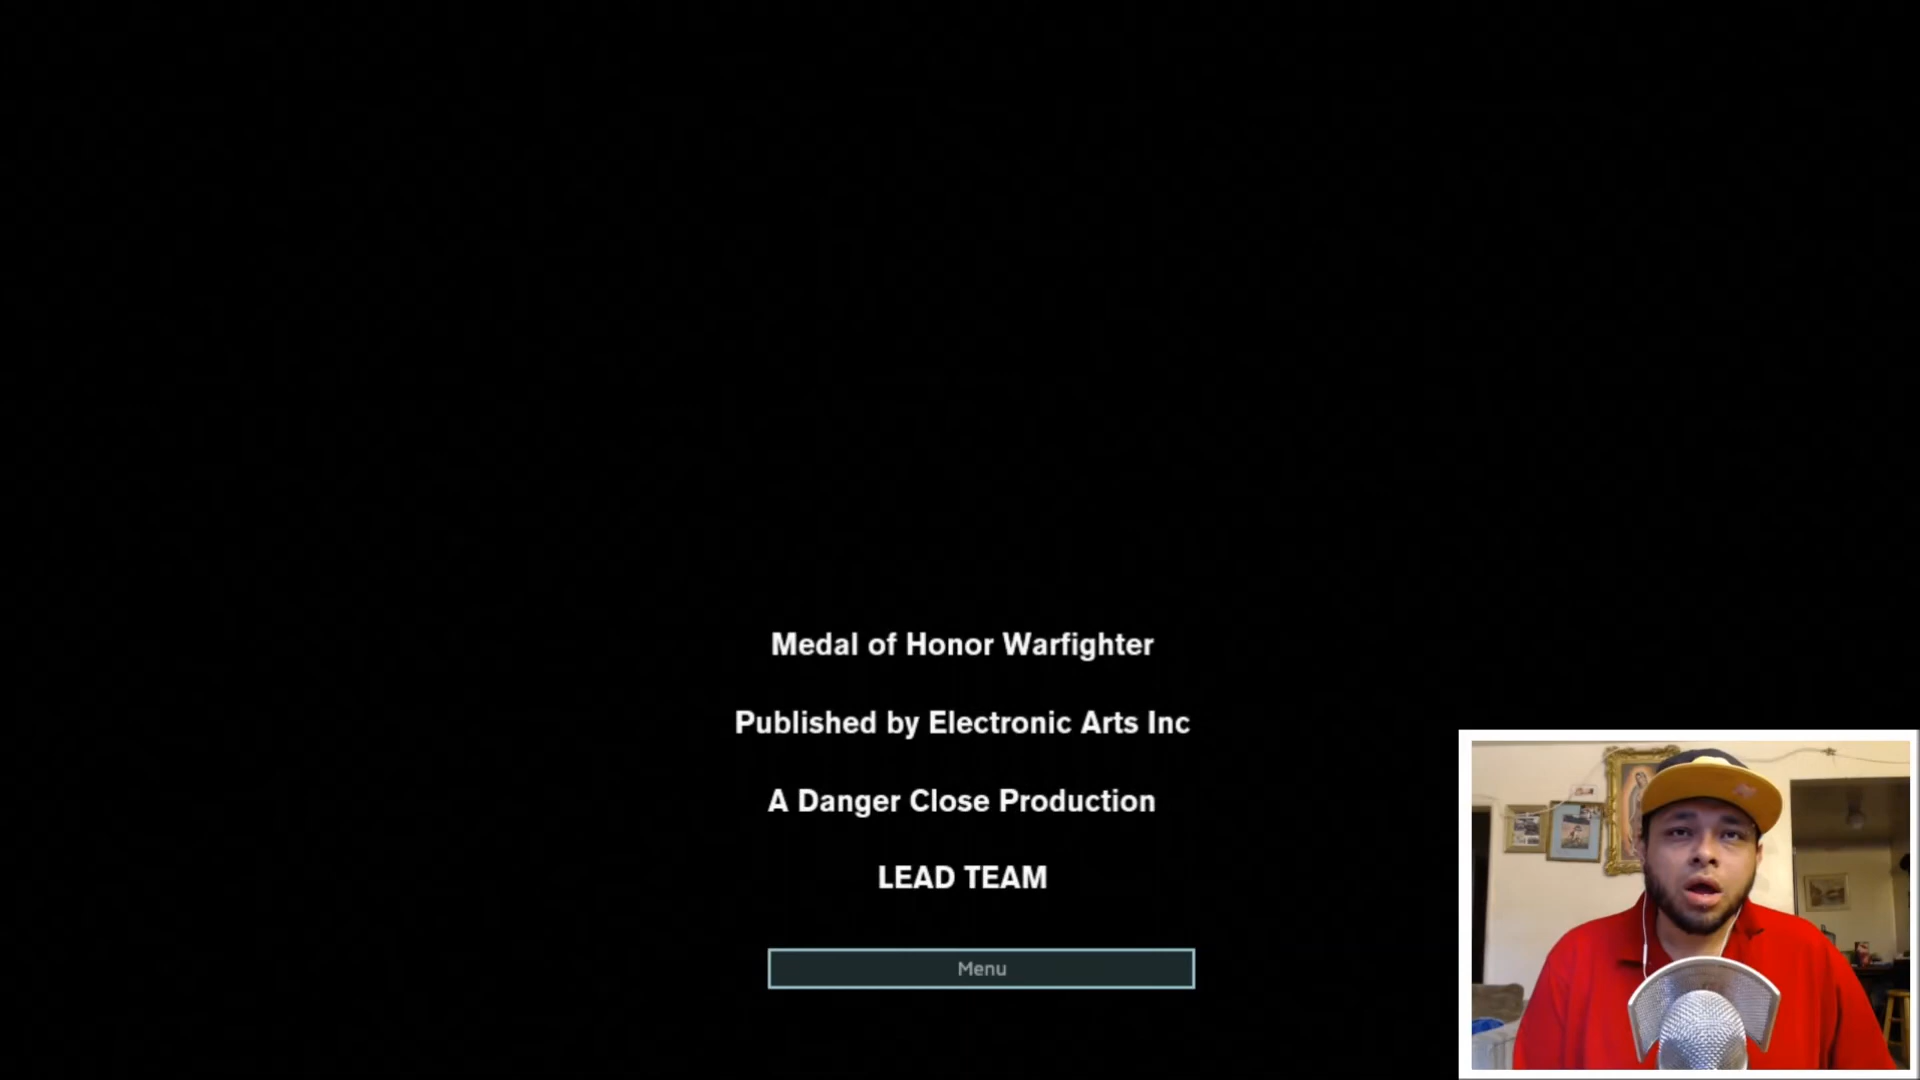 Medal of Honor Warfighter
Published by Electronic Arts Inc
A Danger Close Production
LEAD TEAM
Menu